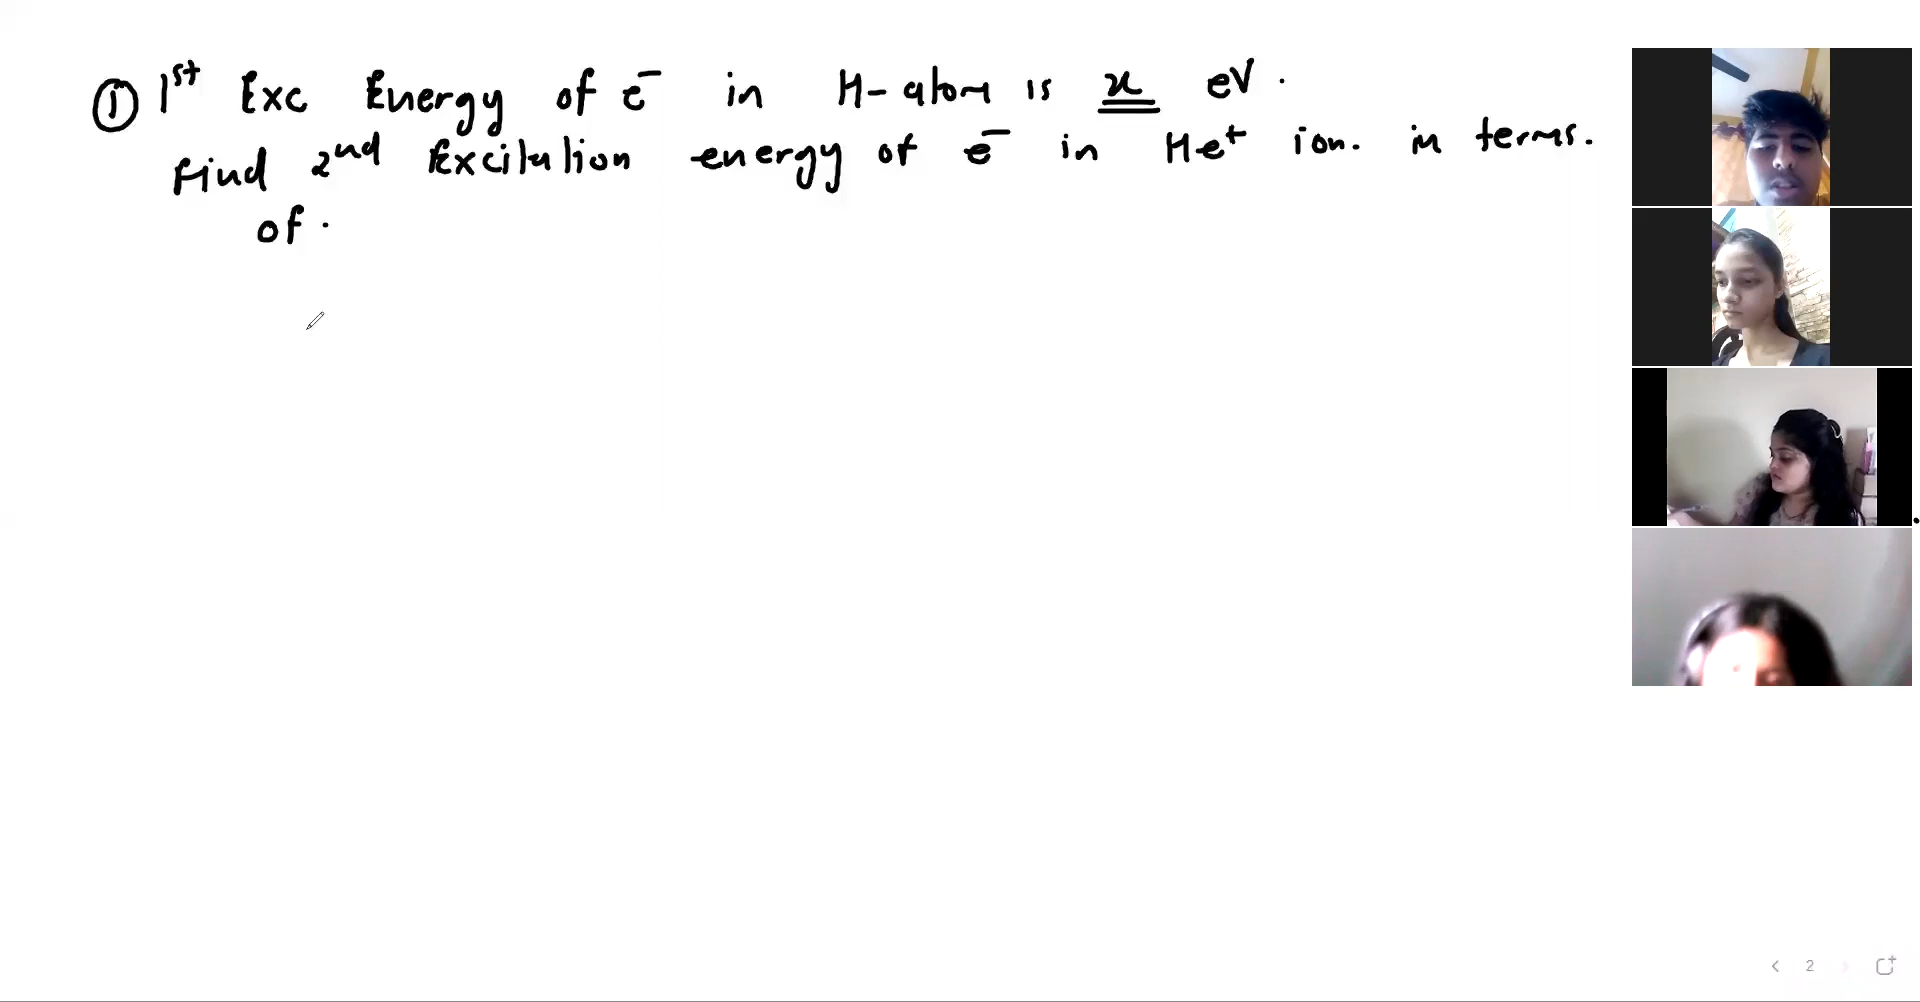 ① 1st Exc Energy of e⁻ in H-atom is x eV.
Find 2nd Excitation energy of e⁻ in He⁺ ion. in terms.
of.
2